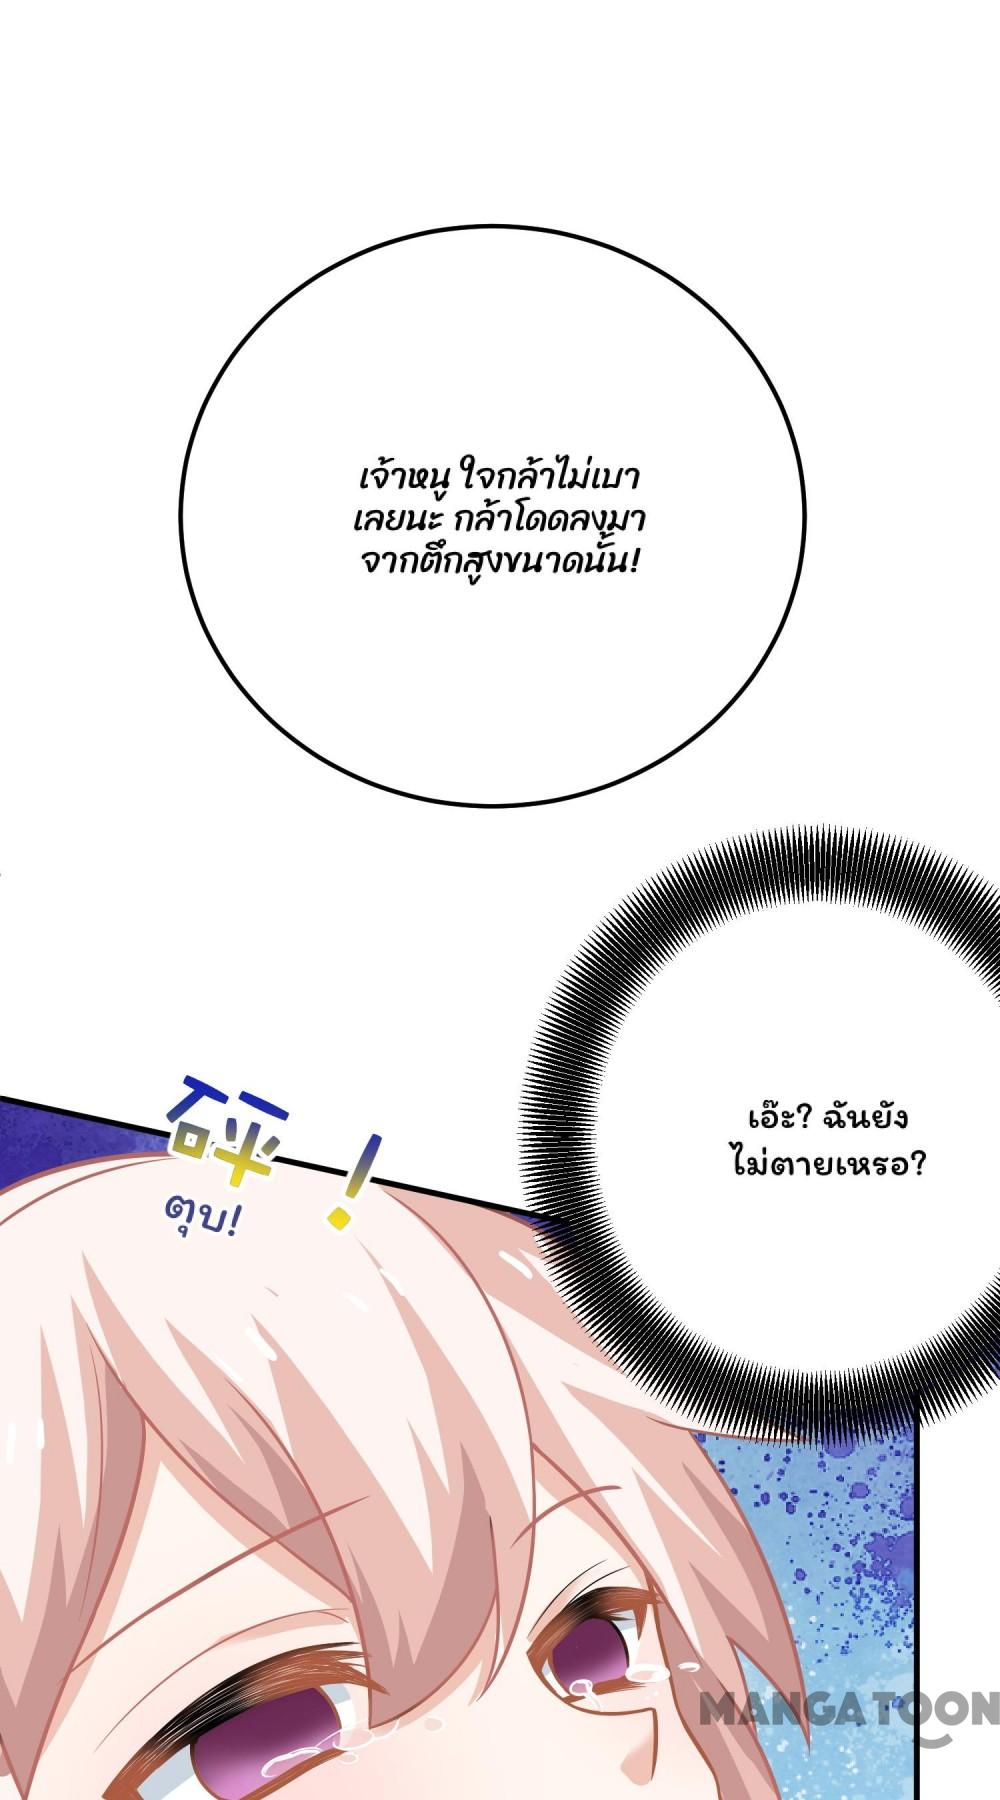 เจ้าหนู ใจกล้าไม่เบา
เลยนะ กล้าโดดลงมา
จากตึกสูงขนาดนั้น!
เอ๊ะ? ฉันยัง
ไม่ตายเหรอ?
砰!
ตุบ!
MANGATOON